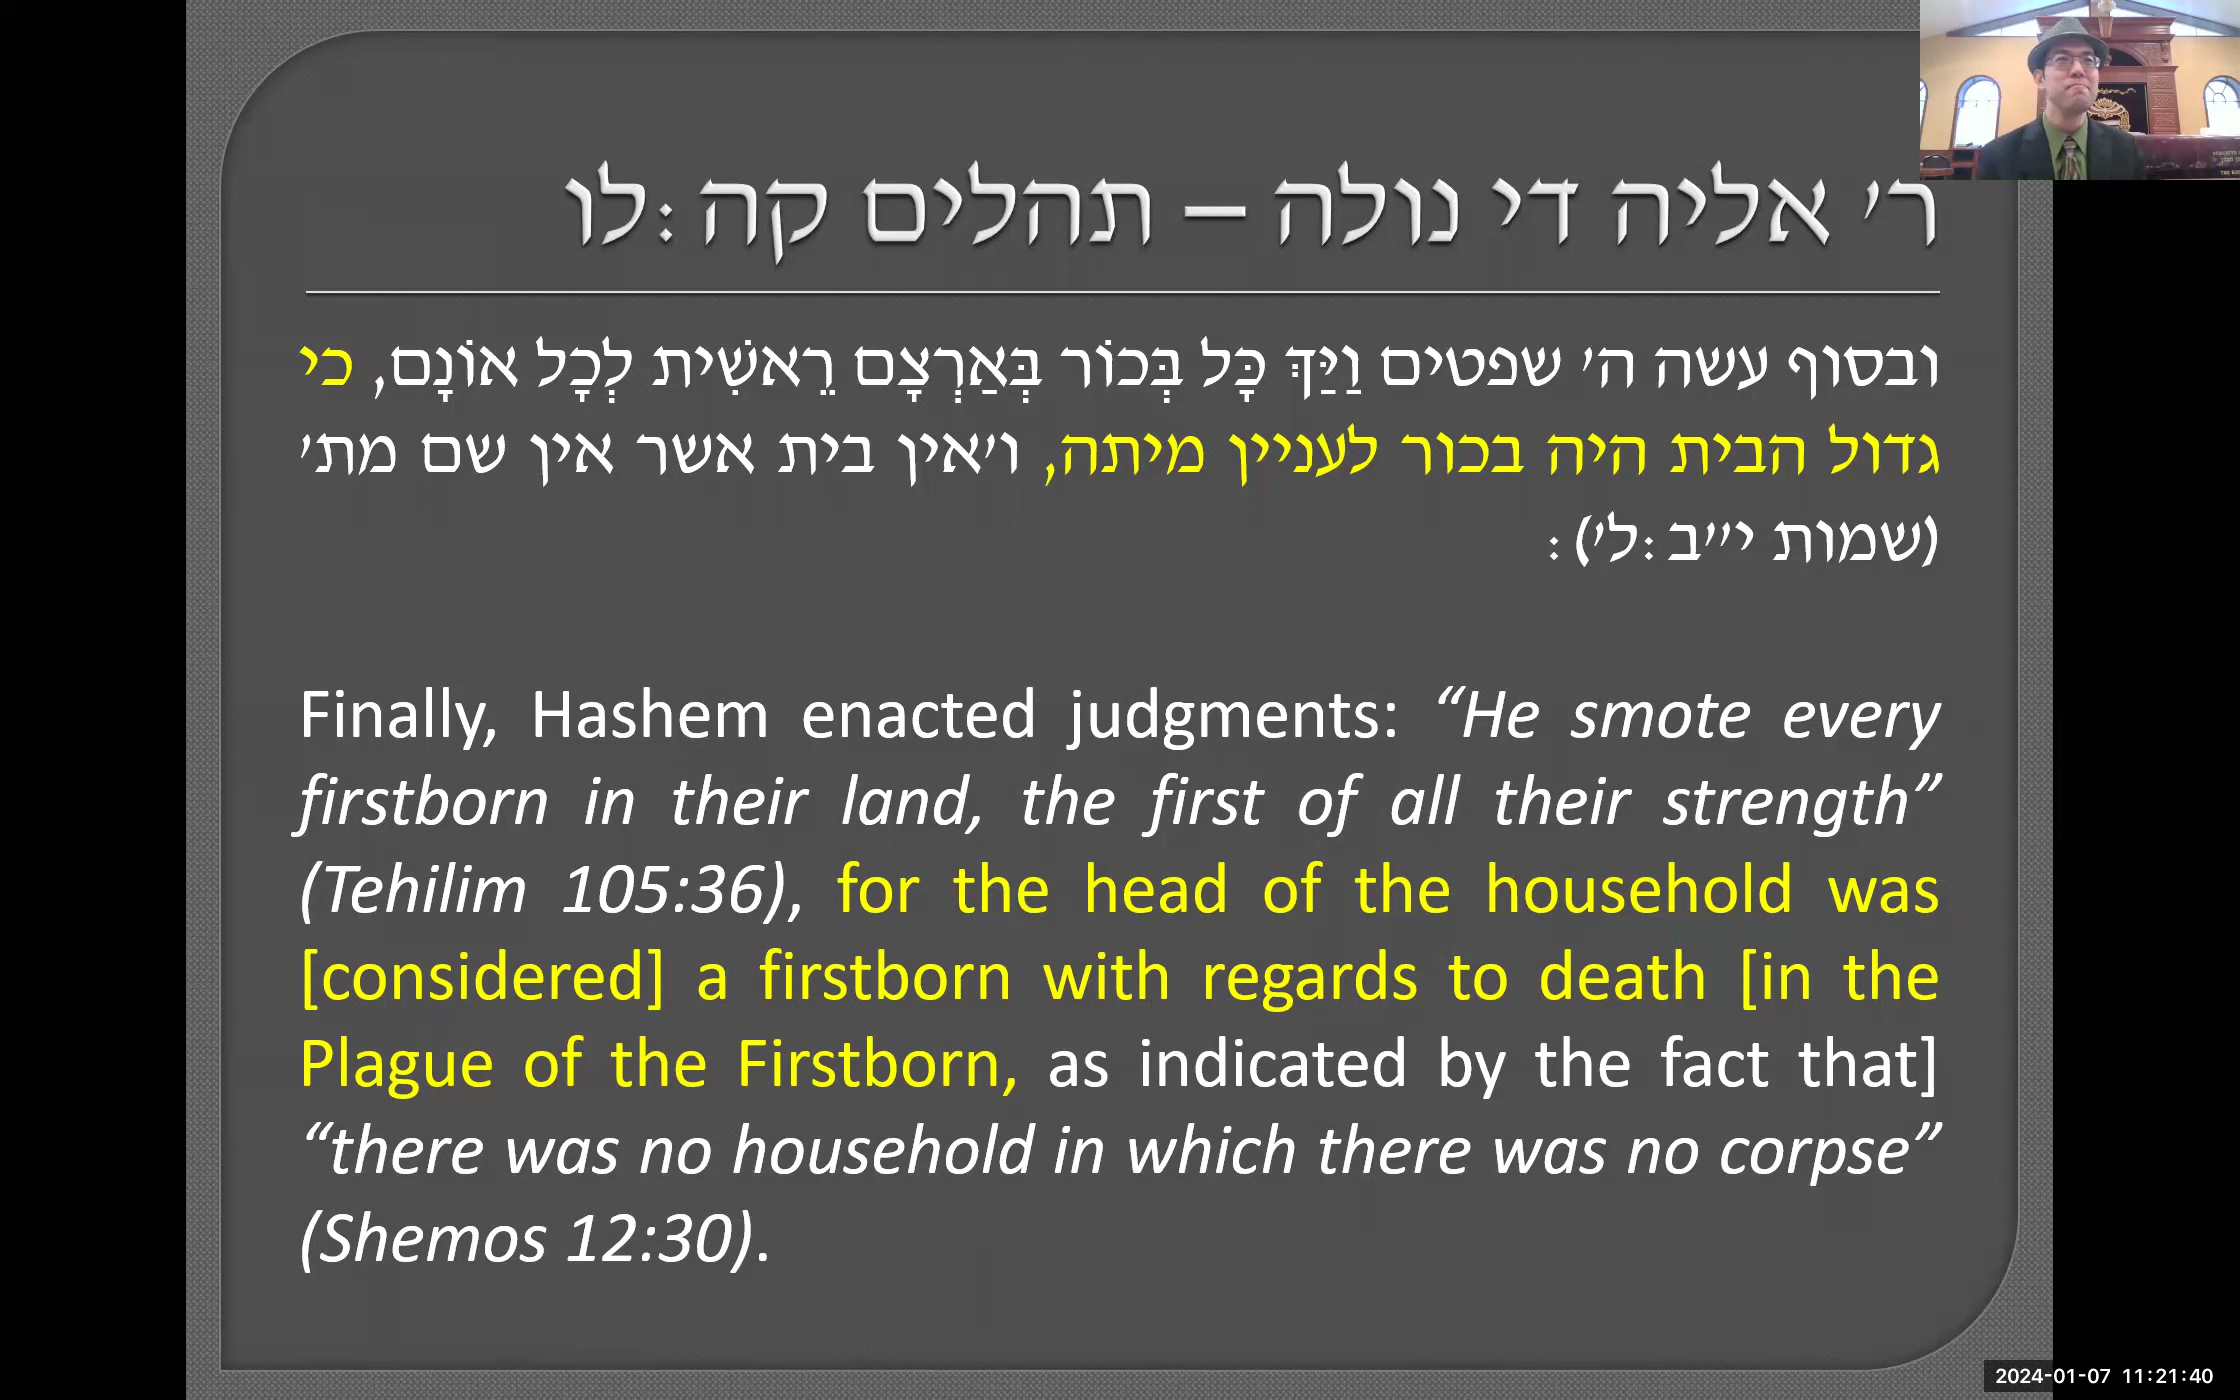 ר' אליה די נולה – תהלים קה:לו
ובסוף עשה ה' שפטים וַיַּךְ כָּל בְּכוֹר בְּאַרְצָם רֵאשִׁית לְכָל אוֹנָם, כי
גדול הבית היה בכור לעניין מיתה, ו'אין בית אשר אין שם מת'
(שמות י"ב:ל'):
Finally, Hashem enacted judgments: “He smote every
firstborn in their land, the first of all their strength”
(Tehilim 105:36), for the head of the household was
[considered] a firstborn with regards to death [in the
Plague of the Firstborn, as indicated by the fact that]
“there was no household in which there was no corpse”
(Shemos 12:30).
2024-01-07 11:21:40